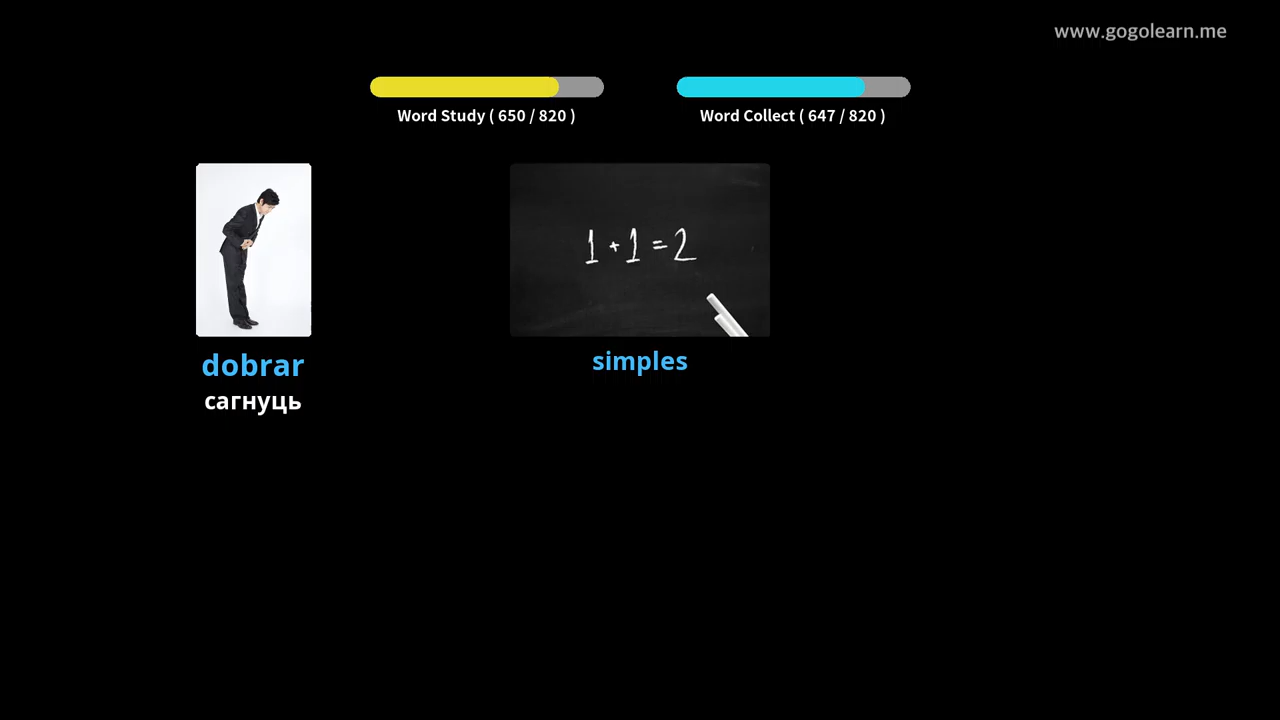 www.gogolearn.me
Word Study ( 650 / 820 )
Word Collect ( 647 / 820 )
1 + 1 = 2
dobrar
сагнуць
simples